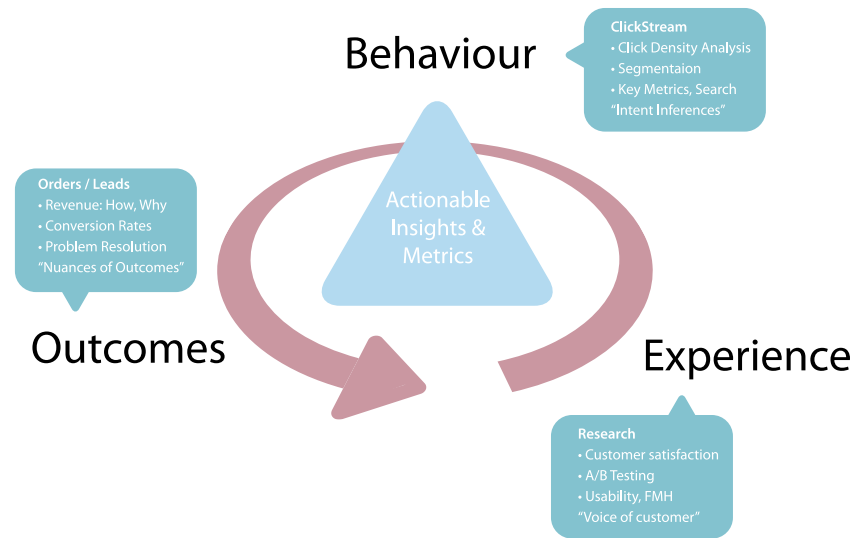 Behaviour
ClickStream
• Click Density Analysis
• Segmentaion
• Key Metrics, Search
“Intent Inferences”
Actionable
Insights &
Metrics
Orders / Leads
• Revenue: How, Why
• Conversion Rates
• Problem Resolution
“Nuances of Outcomes”
Outcomes
Experience
Research
• Customer satisfaction
• A/B Testing
• Usability, FMH
“Voice of customer”